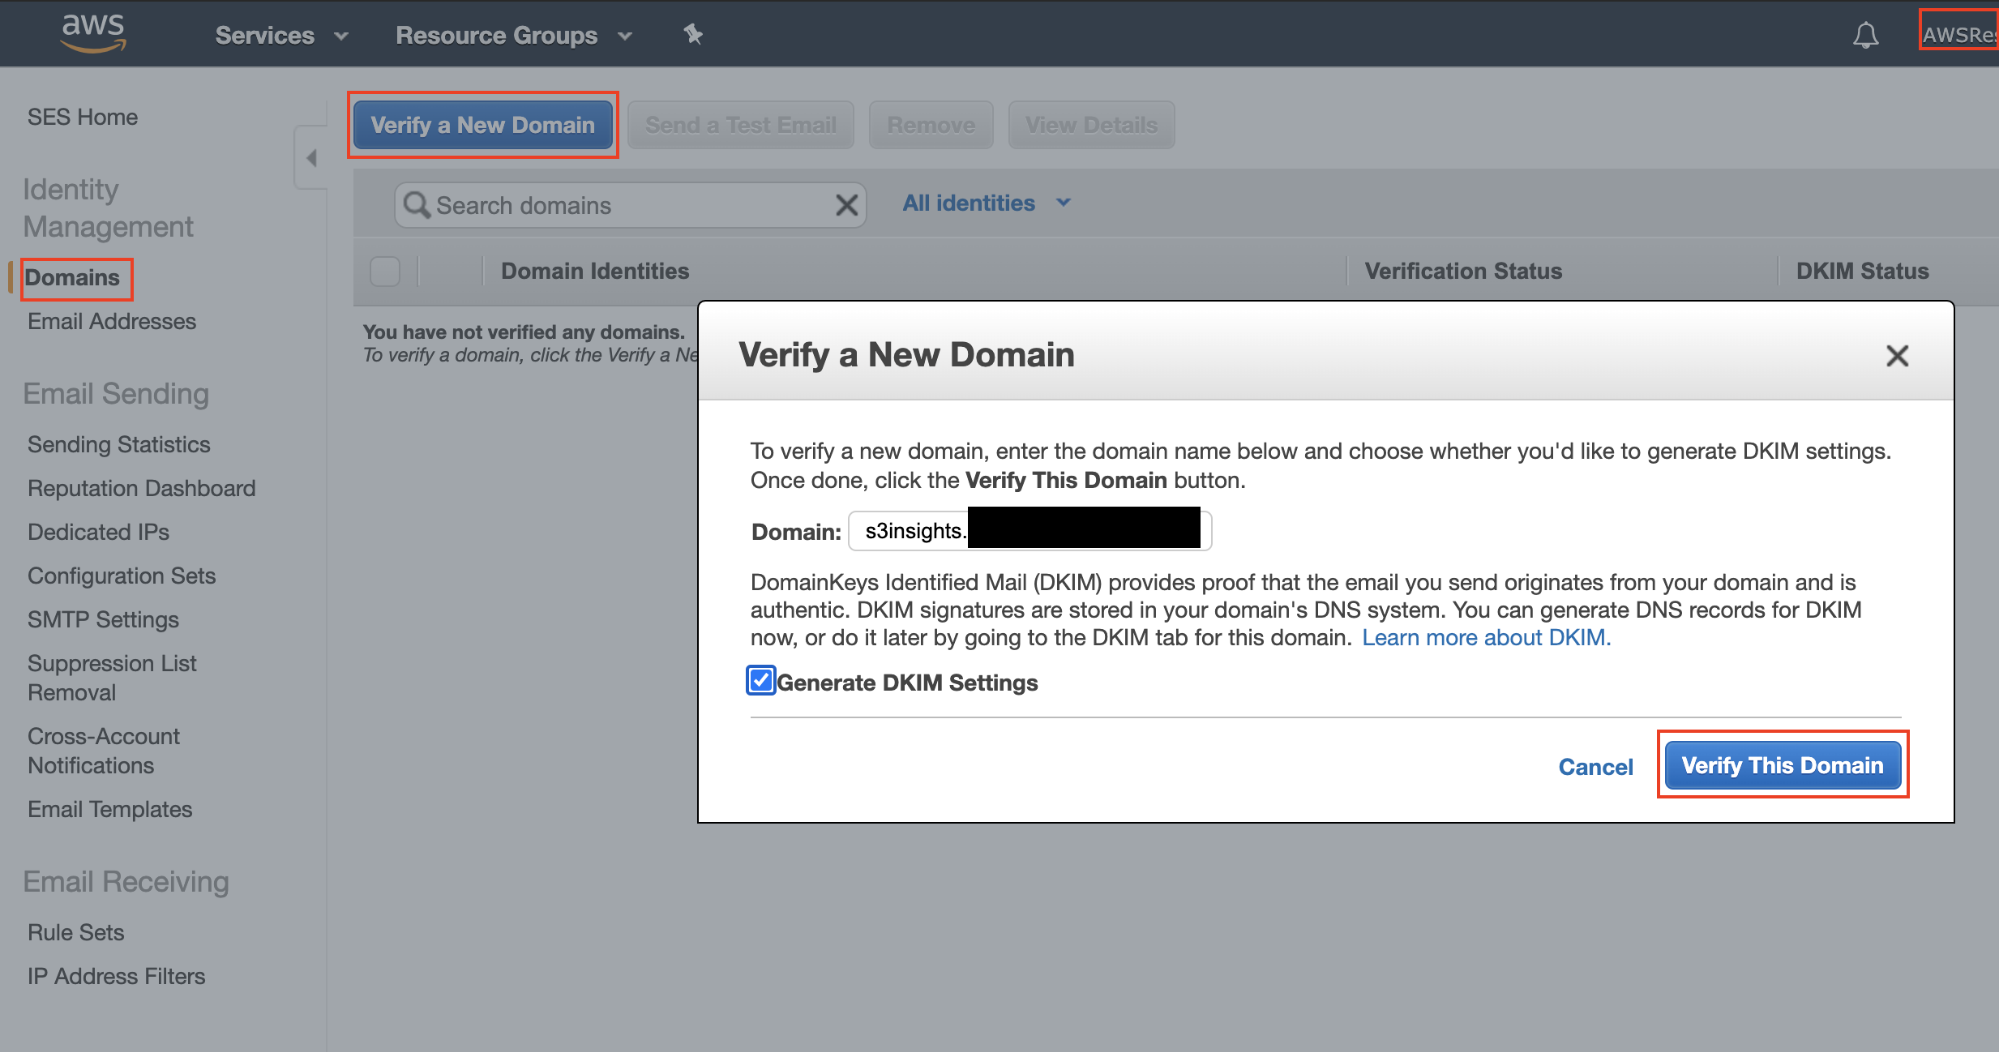 aws
Services
Resource Groups
SES Home
Identity
Management
Domains
Email Addresses
Email Sending
Sending Statistics
Reputation Dashboard
Dedicated IPs
Configuration Sets
SMTP Settings
Suppression List
Removal
Cross-Account
Notifications
Email Templates
Email Receiving
Rule Sets
IP Address Filters
Verify a New Domain
Send a Test Email
Remove
View Details
Search domains
All identities
Domain Identities
Verification Status
DKIM Status
You have not verified any domains.
To verify a domain, click the Verify a
Verify a New Domain
To verify a new domain, enter the domain name below and choose whether you'd like to generate DKIM settings.
Once done, click the Verify This Domain button.
Domain: s3insights.
DomainKeys Identified Mail (DKIM) provides proof that the email you send originates from your domain and is
authentic. DKIM signatures are stored in your domain's DNS system. You can generate DNS records for DKIM
now, or do it later by going to the DKIM tab for this domain. Learn more about DKIM.
Generate DKIM Settings
Cancel
Verify This Domain